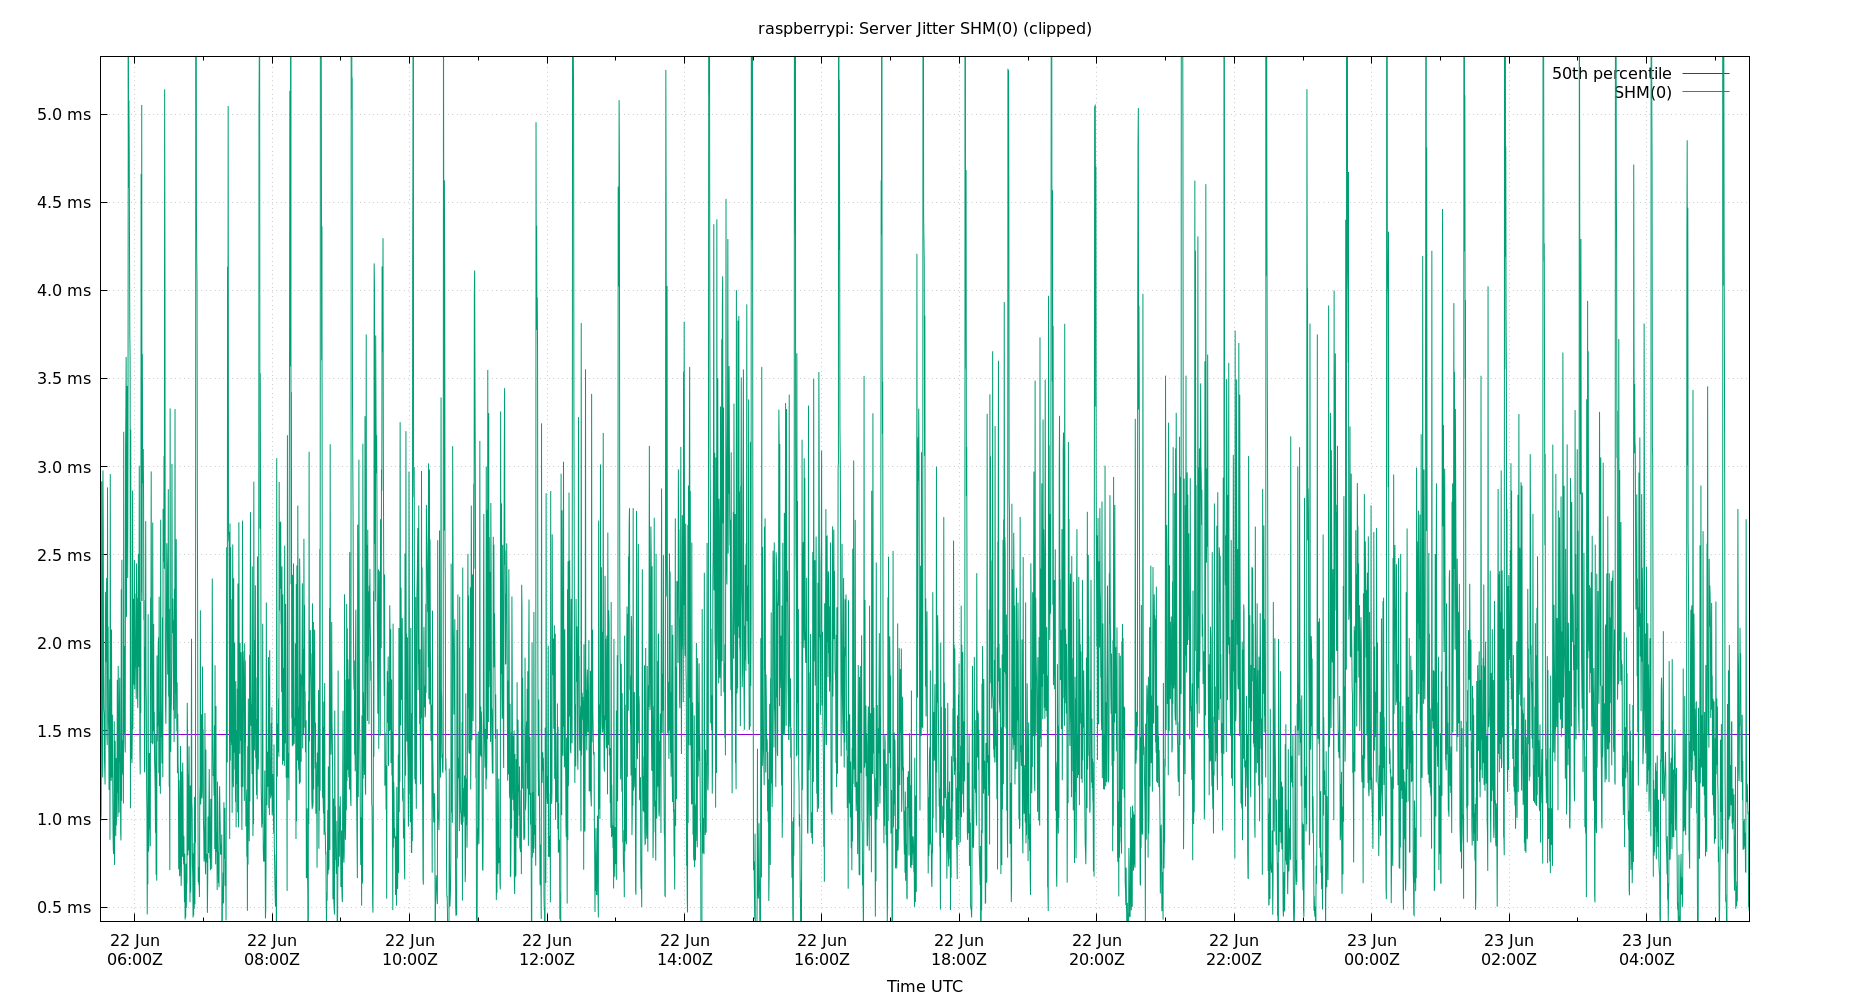 raspberrypi: Server Jitter SHM(0) (clipped)
50th percentile
SHM(0)
5.0 ms
4.5 ms
4.0 ms
3.5 ms
3.0 ms
2.5 ms
2.0 ms
1.5 ms
1.0 ms
0.5 ms
22 Jun 22 Jun 22 Jun 22 Jun 22 Jun 22 Jun 22 Jun 22 Jun 22 Jun 23 Jun 23 Jun 23 Jun
06:00Z 08:00Z 10:00Z 12:00Z 14:00Z 16:00Z 18:00Z 20:00Z 22:00Z 00:00Z 02:00Z 04:00Z
Time UTC